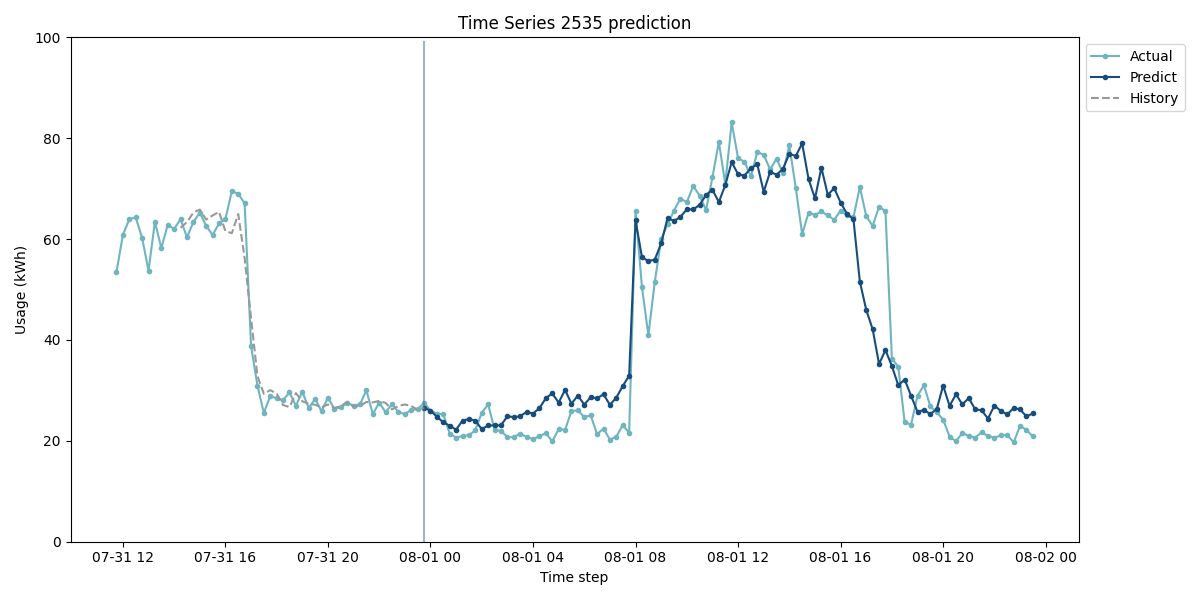 Time Series 2535 prediction
100
80
60
40
20
0
Usage (kWh)
07-31 12
07-31 16
07-31 20
08-01 00
08-01 04
08-01 08
08-01 12
08-01 16
08-01 20
08-02 00
Time step
Actual
Predict
History